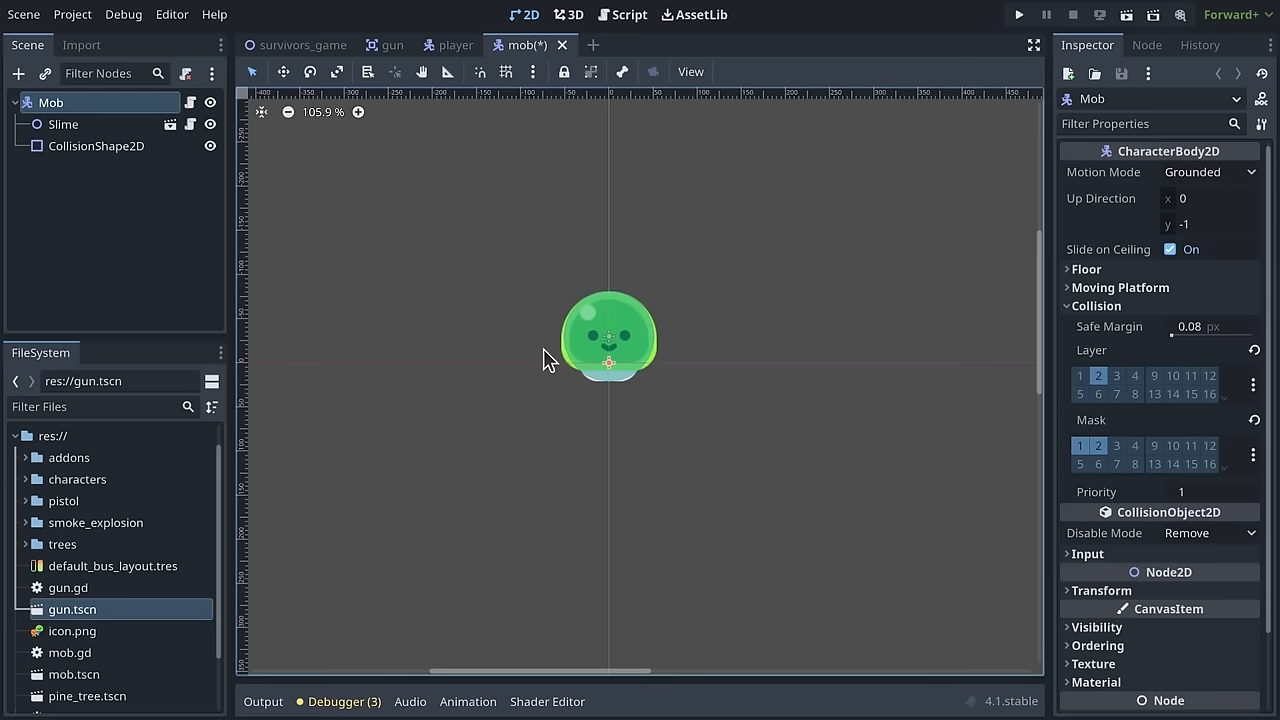 Scene Project Debug Editor Help
2D 3D Script AssetLib
Forward+
Scene Import
Filter Nodes
Mob
Slime
CollisionShape2D
FileSystem
res://gun.tscn
Filter Files
res://
addons
characters
pistol
smoke_explosion
trees
default_bus_layout.tres
gun.gd
gun.tscn
icon.png
mob.gd
mob.tscn
pine_tree.tscn
survivors_game gun player mob(*)
View
105.9 %
Output Debugger (3) Audio Animation Shader Editor
4.1.stable
Inspector Node History
Mob
Filter Properties
CharacterBody2D
Motion Mode Grounded
Up Direction x 0
y -1
Slide on Ceiling On
Floor
Moving Platform
Collision
Safe Margin 0.08 px
Layer
1 2 3 4 9 10 11 12
5 6 7 8 13 14 15 16
Mask
1 2 3 4 9 10 11 12
5 6 7 8 13 14 15 16
Priority 1
CollisionObject2D
Disable Mode Remove
Input
Node2D
Transform
CanvasItem
Visibility
Ordering
Texture
Material
Node